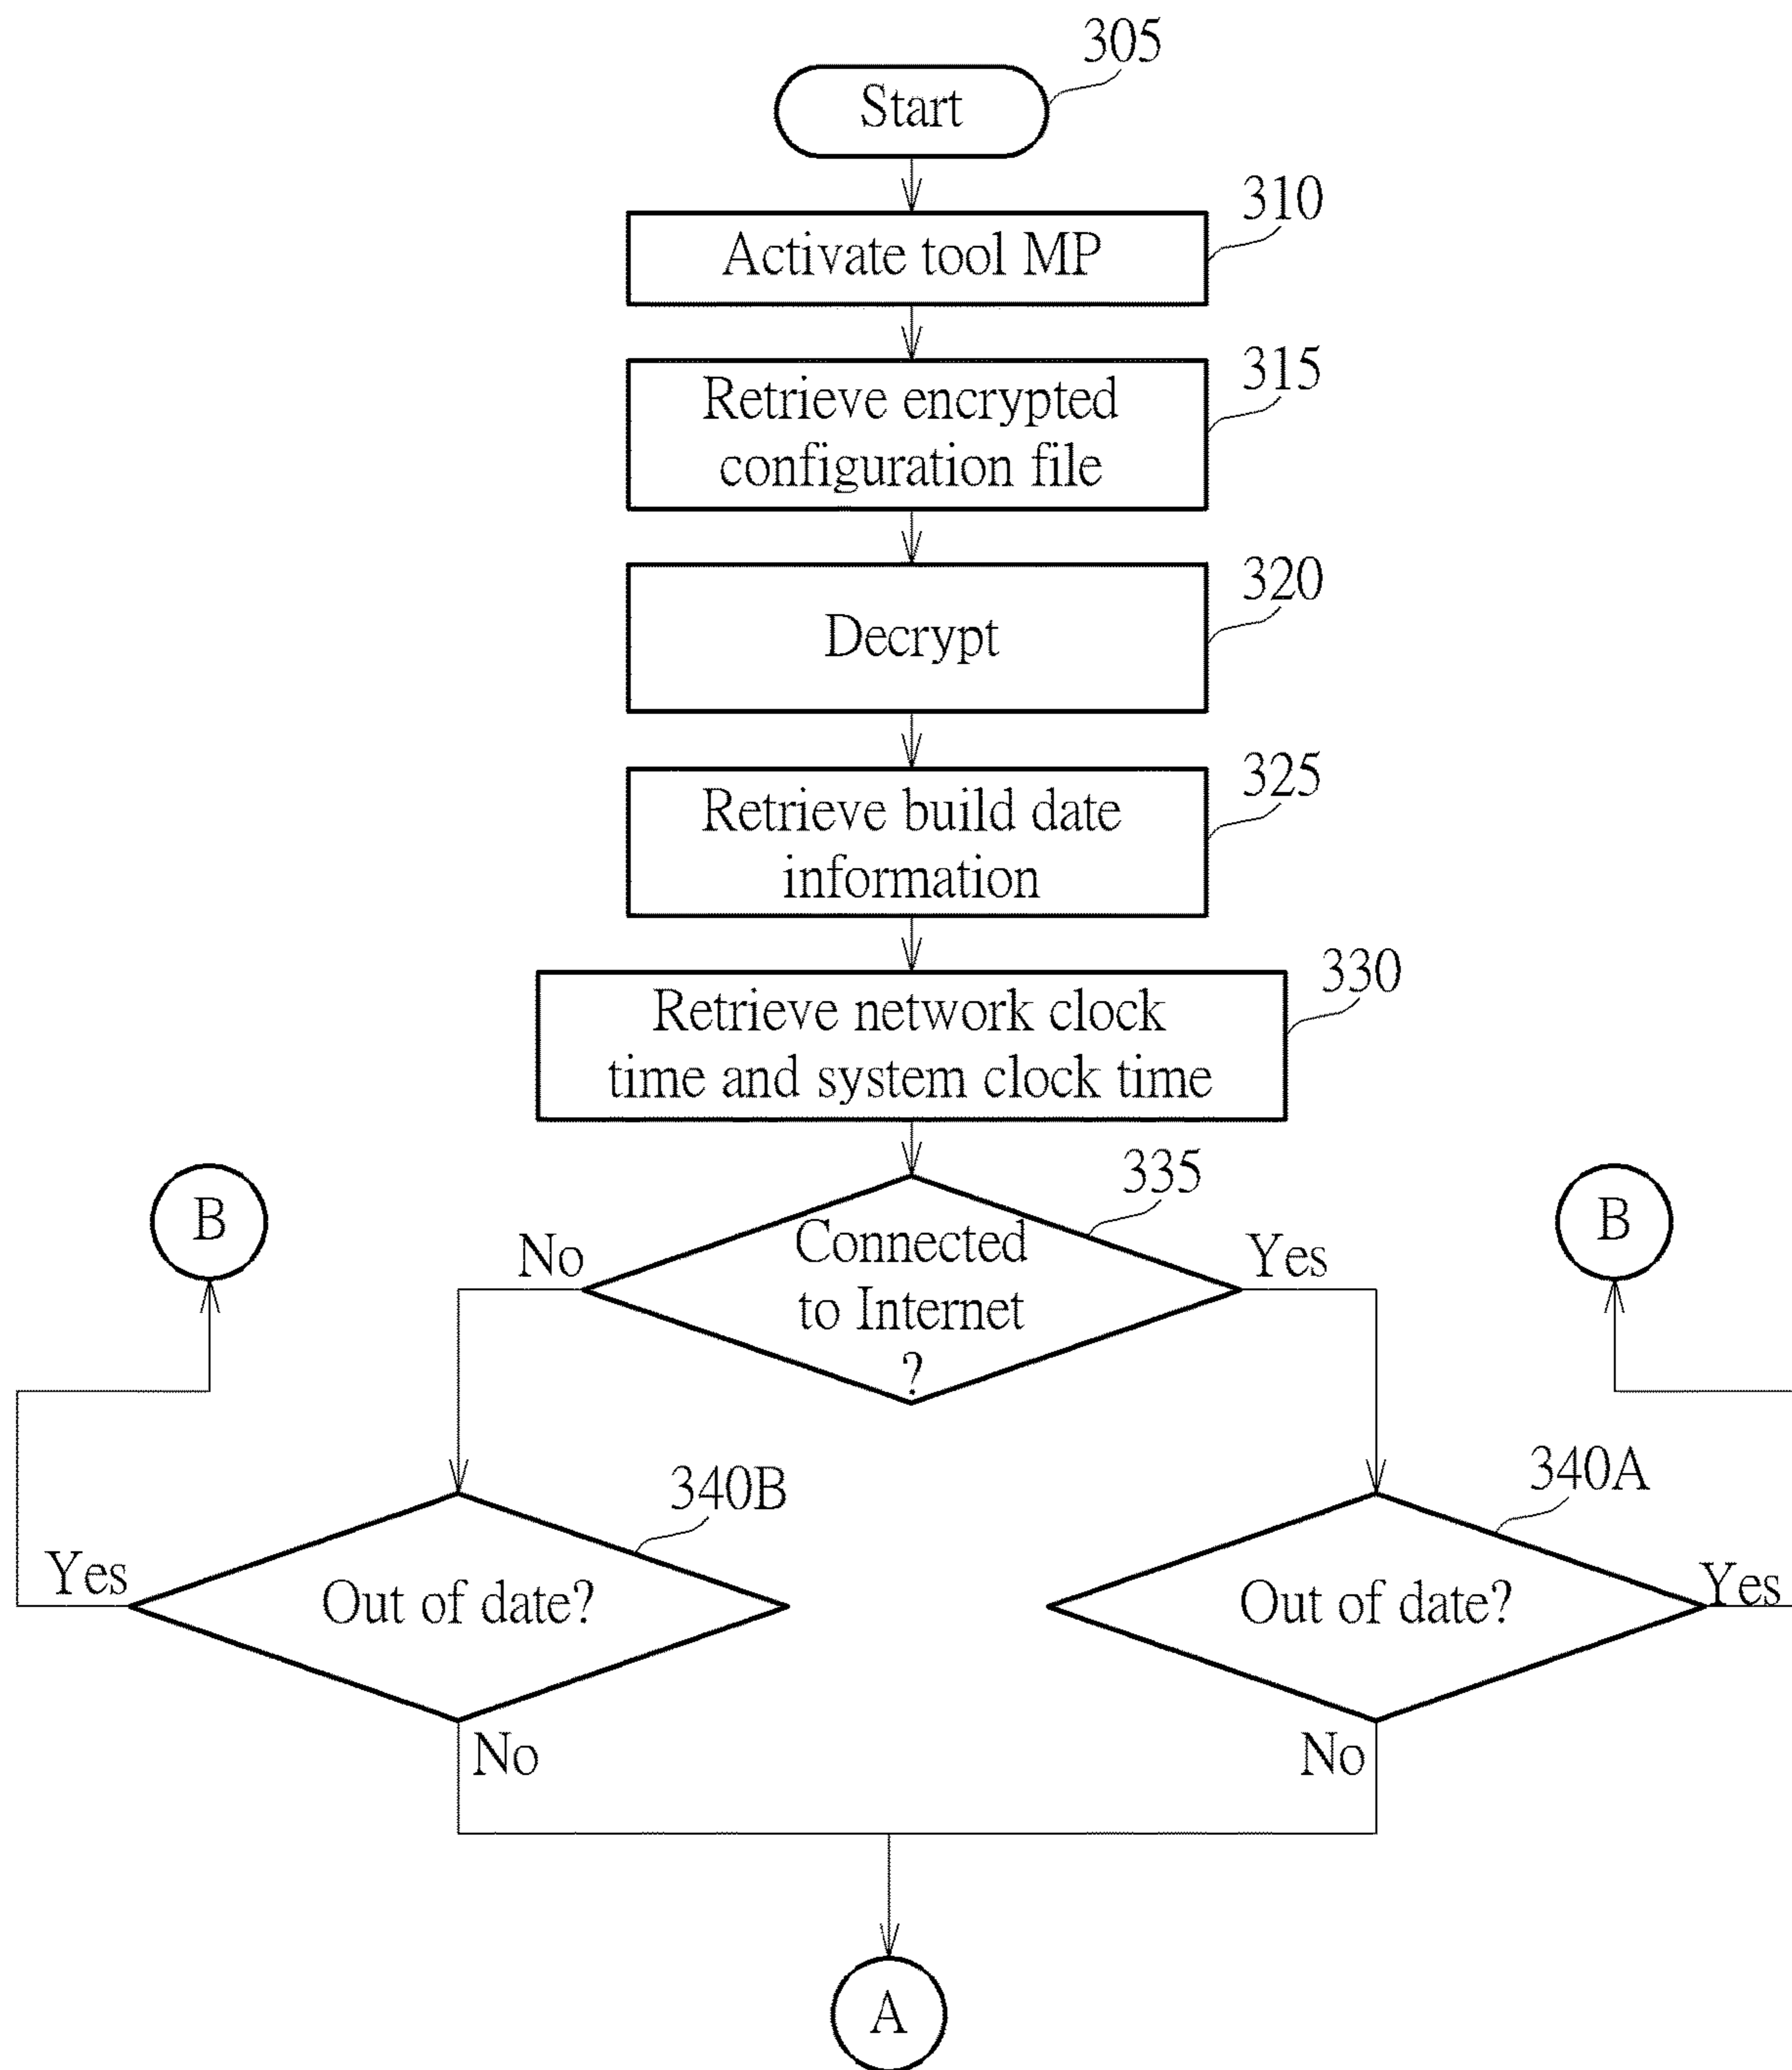 305
Start
310
Activate tool MP
315
Retrieve encrypted
configuration file
320
Decrypt
325
Retrieve build date
information
330
Retrieve network clock
time and system clock time
335
B
B
No
Connected
to Internet
?
Yes
340B
340A
Yes
Out of date?
Out of date?
Yes
No
No
A